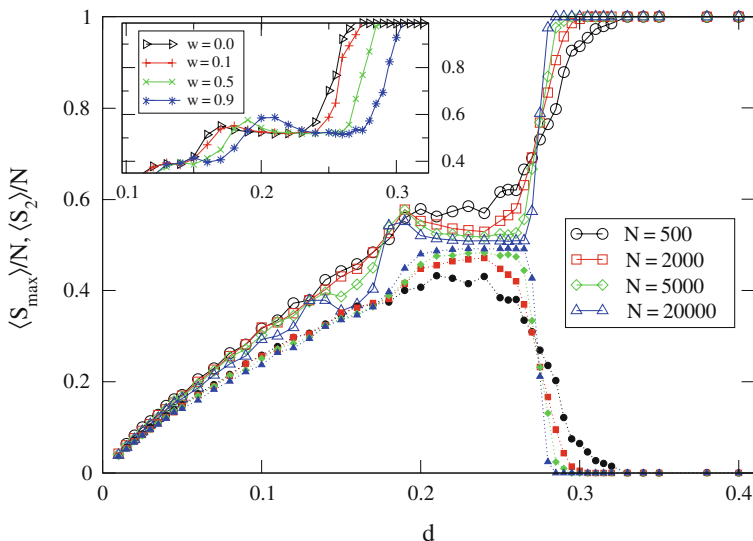 ⟨S_max⟩/N, ⟨S_2⟩/N
1
0.8
0.6
0.4
0.2
0
0 0.1 0.2 0.3 0.4
d
w = 0.0
w = 0.1
w = 0.5
w = 0.9
0.8
0.6
0.4
0.1 0.2 0.3
N = 500
N = 2000
N = 5000
N = 20000